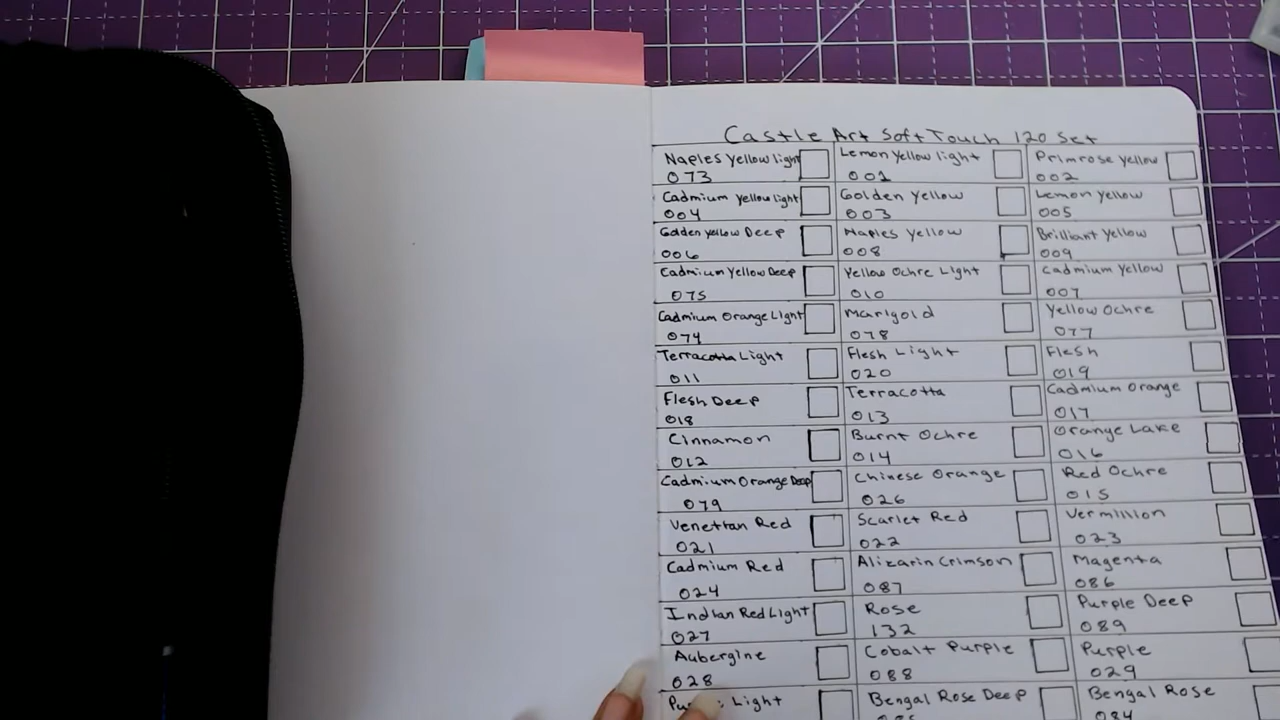 Castle Art Soft Touch 120 Set
Naples Yellow light Lemon Yellow light Primrose Yellow
073 001 002
Cadmium Yellow light Golden Yellow Lemon Yellow
004 003 005
Golden Yellow Deep Naples Yellow Brilliant Yellow
006 008 009
Cadmium Yellow Deep Yellow Ochre Light Cadmium Yellow
075 010 007
Cadmium Orange Light Marigold Yellow Ochre
074 078 077
Terracotta Light Flesh Light Flesh
011 020 019
Flesh Deep Terracotta Cadmium Orange
018 013 017
Cinnamon Burnt Ochre Orange Lake
012 014 016
Cadmium Orange Deep Chinese Orange Red Ochre
079 026 015
Venettan Red Scarlet Red Vermillion
021 022 023
Cadmium Red Alizarin Crimson Magenta
024 087 086
Indian Red Light Rose Purple Deep
027 132 089
Aubergine Cobalt Purple Purple
028 088 029
Light Bengal Rose Deep Bengal Rose
084